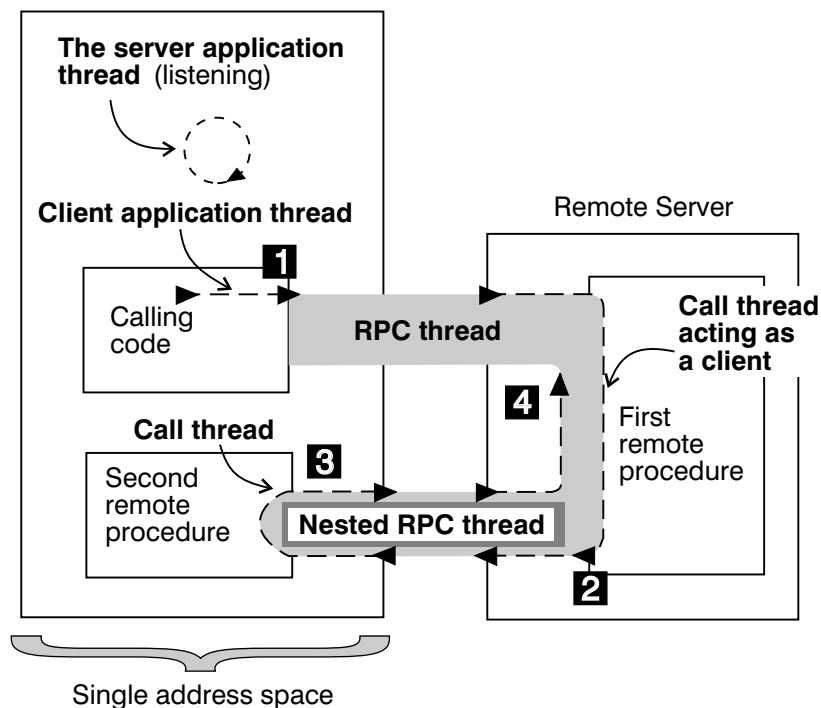 The server application
thread (listening)
Client application thread
Remote Server
1
Calling
code
RPC thread
Call thread
acting as
a client
4
First
remote
procedure
Call thread
3
Second
remote
procedure
Nested RPC thread
2
Single address space